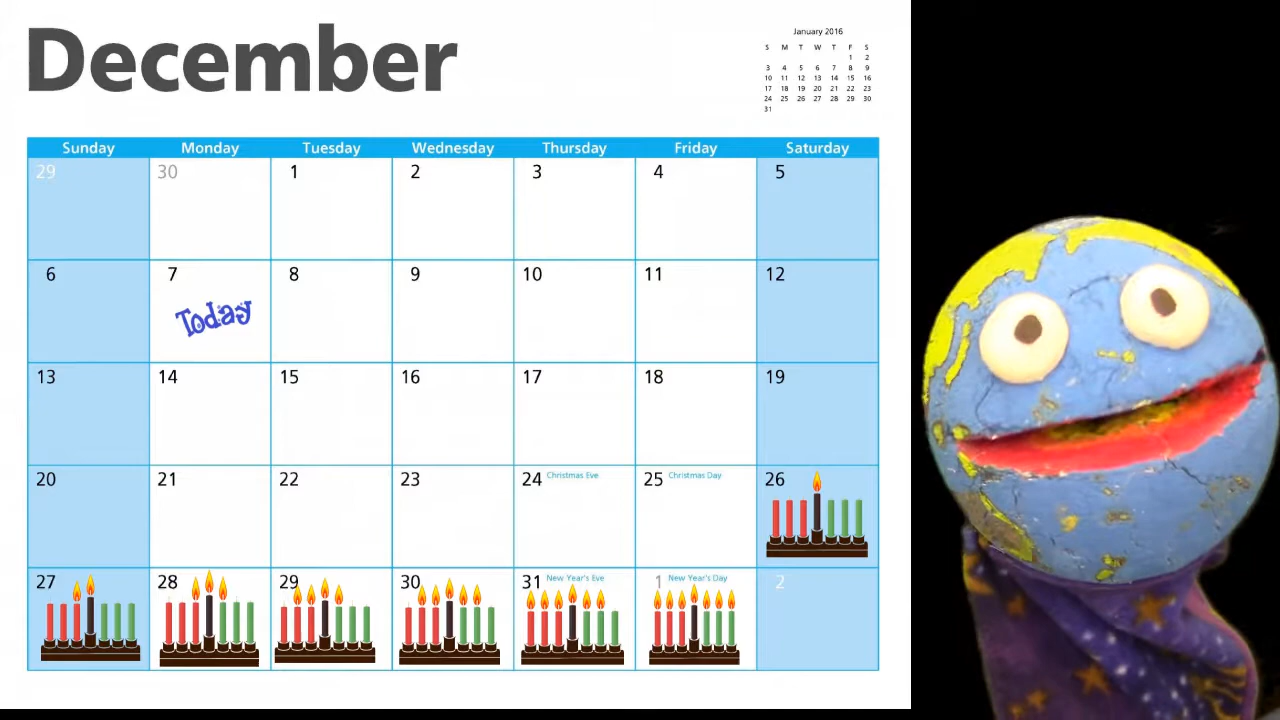 December
January 2016
S M T W T F S
1 2
3 4 5 6 7 8 9
10 11 12 13 14 15 16
17 18 19 20 21 22 23
24 25 26 27 28 29 30
31
Sunday Monday Tuesday Wednesday Thursday Friday Saturday
29 30 1 2 3 4 5
6 7 8 9 10 11 12
Today
13 14 15 16 17 18 19
20 21 22 23 24 Christmas Eve 25 Christmas Day 26
27 28 29 30 31 New Year's Eve 1 New Year's Day 2